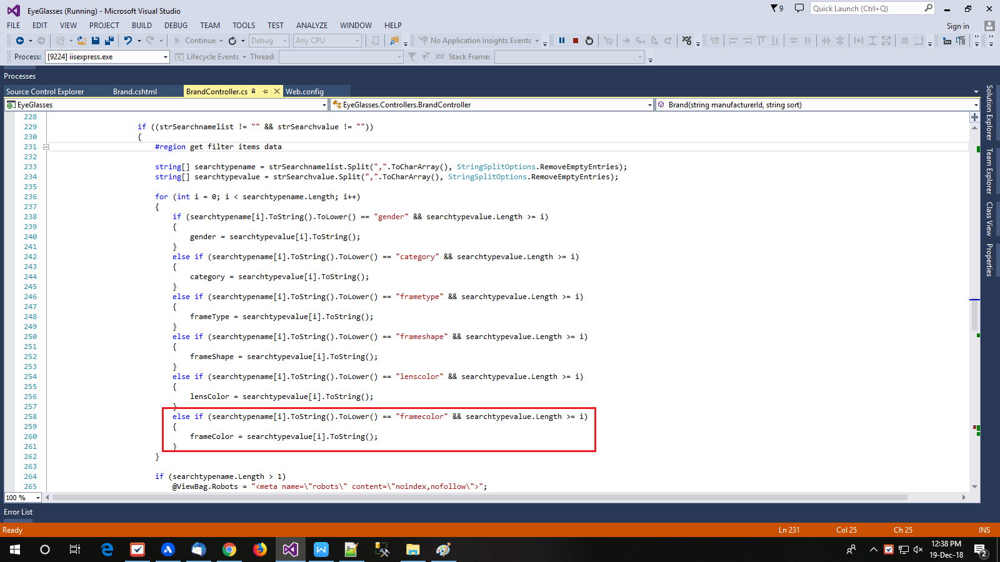 EyeGlasses (Running) - Microsoft Visual Studio
9
Quick Launch (Ctrl+Q)
FILE EDIT VIEW PROJECT BUILD DEBUG TEAM TOOLS TEST ANALYZE WINDOW HELP
Sign in
Continue Debug Any CPU No Application Insights Events
Process: [9224] iisexpress.exe Lifecycle Events Thread: Stack Frame:
Processes
Source Control Explorer Brand.cshtml BrandController.cs Web.config
EyeGlasses EyeGlasses.Controllers.BrandController Brand(string manufacturerId, string sort)
228
229 if ((strSearchnamelist != "" && strSearchvalue != ""))
230 {
231 #region get filter items data
232
233 string[] searchtypename = strSearchnamelist.Split(",".ToCharArray(), StringSplitOptions.RemoveEmptyEntries);
234 string[] searchtypevalue = strSearchvalue.Split(",".ToCharArray(), StringSplitOptions.RemoveEmptyEntries);
235
236 for (int i = 0; i < searchtypename.Length; i++)
237 {
238 if (searchtypename[i].ToString().ToLower() == "gender" && searchtypevalue.Length >= i)
239 {
240 gender = searchtypevalue[i].ToString();
241 }
242 else if (searchtypename[i].ToString().ToLower() == "category" && searchtypevalue.Length >= i)
243 {
244 category = searchtypevalue[i].ToString();
245 }
246 else if (searchtypename[i].ToString().ToLower() == "frametype" && searchtypevalue.Length >= i)
247 {
248 frameType = searchtypevalue[i].ToString();
249 }
250 else if (searchtypename[i].ToString().ToLower() == "frameshape" && searchtypevalue.Length >= i)
251 {
252 frameShape = searchtypevalue[i].ToString();
253 }
254 else if (searchtypename[i].ToString().ToLower() == "lenscolor" && searchtypevalue.Length >= i)
255 {
256 lensColor = searchtypevalue[i].ToString();
257 }
258 else if (searchtypename[i].ToString().ToLower() == "framecolor" && searchtypevalue.Length >= i)
259 {
260 frameColor = searchtypevalue[i].ToString();
261 }
262 }
263
264 if (searchtypename.Length > 1)
265 @ViewBag.Robots = "<meta name=\"robots\" content=\"noindex,nofollow\">";
100 %
Solution Explorer
Team Explorer
Class View
Properties
Error List
Ready Ln 231 Col 25 Ch 25 INS
12:38 PM
19-Dec-18
2